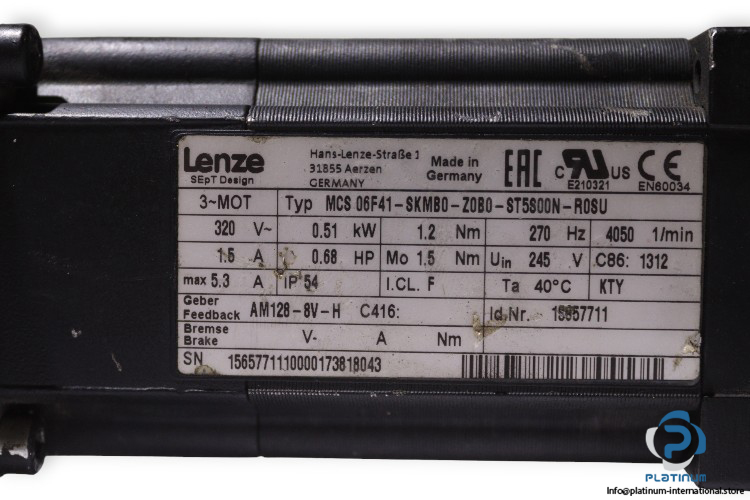 Lenze
SEpT Design
Hans-Lenze-Straße 1
31855 Aerzen
GERMANY
Made in
Germany
EAC
c RU US
E210321
CE
EN60034
3~MOT Typ MCS 06F41-SKMB0-Z0B0-ST5S00N-R0SU
320 V~ 0.51 kW 1.2 Nm 270 Hz 4050 1/min
1.5 A 0.68 HP Mo 1.5 Nm Uin 245 V C86: 1312
max 5.3 A IP 54 I.CL. F Ta 40°C KTY
Geber
Feedback AM128-8V-H C416: Id.Nr. 15657711
Bremse
Brake V- A Nm
SN 1565771110000173818043
PLATINUM
INTERNATIONAL
Info@platinum-international.store